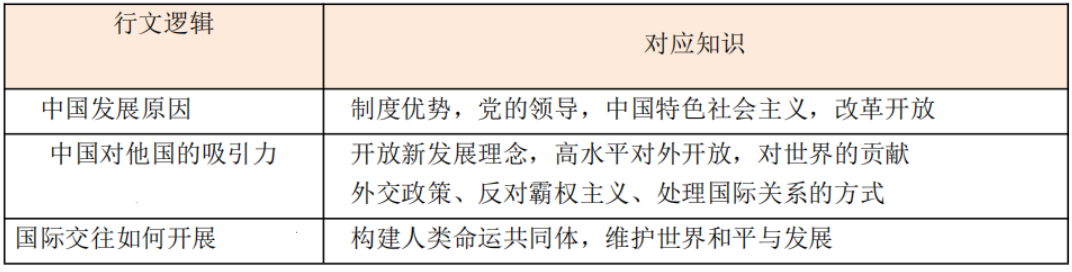 行文逻辑
对应知识
中国发展原因
制度优势，党的领导，中国特色社会主义，改革开放
中国对他国的吸引力
开放新发展理念，高水平对外开放，对世界的贡献
外交政策、反对霸权主义、处理国际关系的方式
国际交往如何开展
构建人类命运共同体，维护世界和平与发展